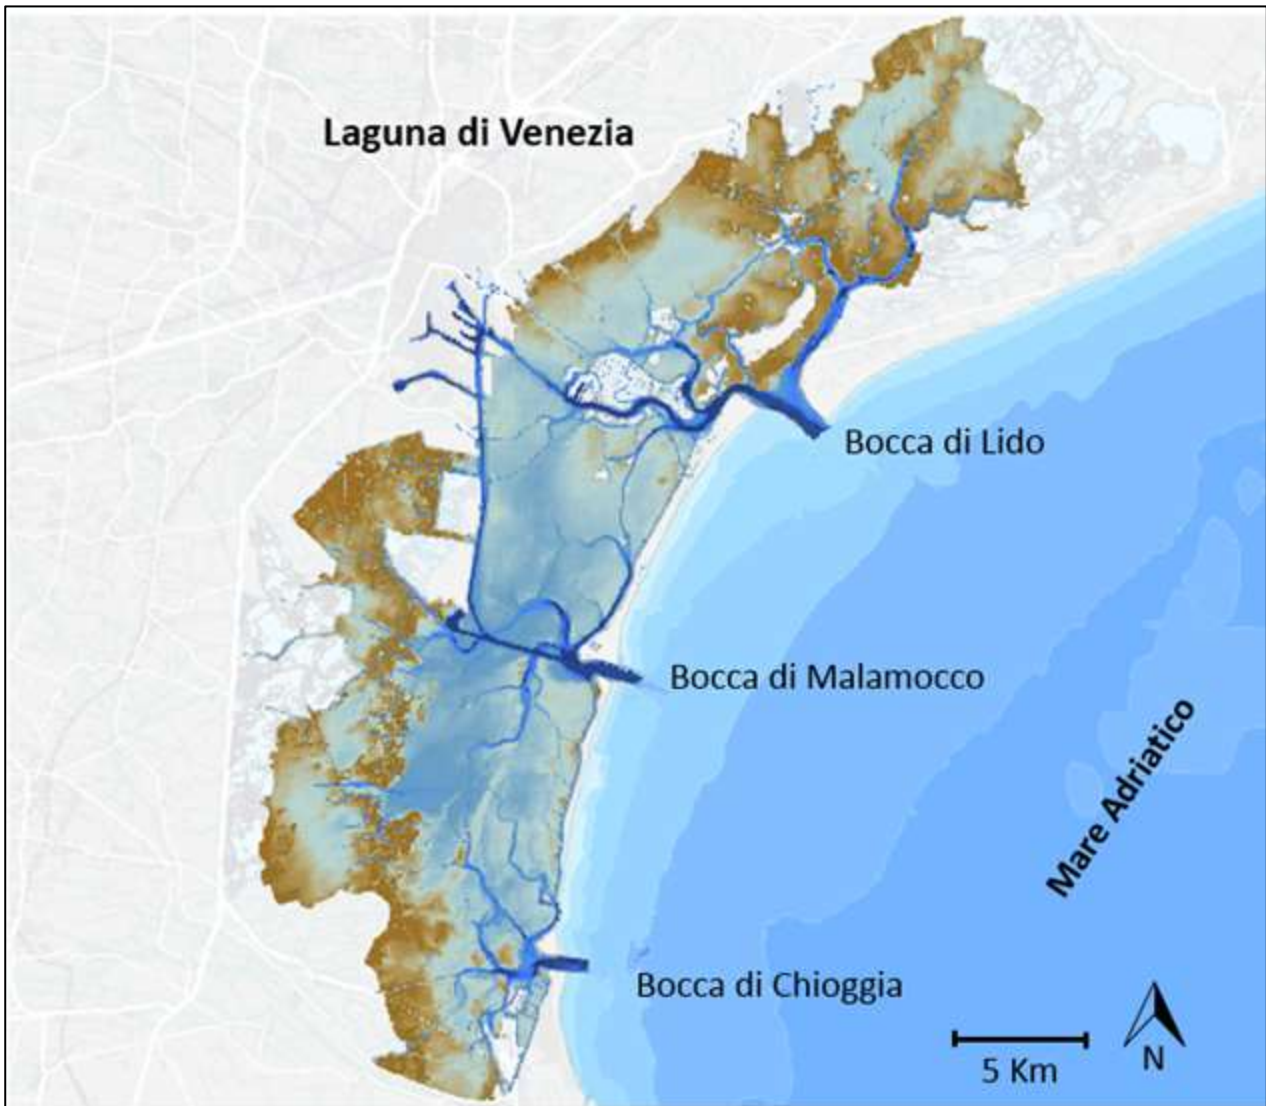 Laguna di Venezia
Bocca di Lido
Bocca di Malamocco
Mare Adriatico
Bocca di Chioggia
5 Km
N